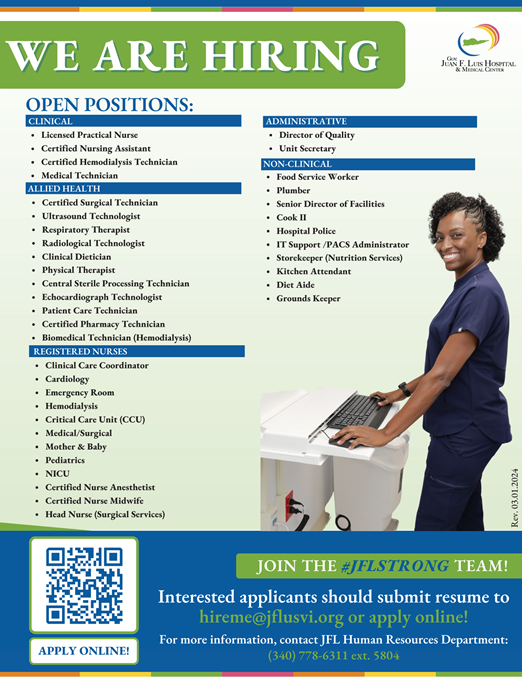 WE ARE HIRING
GOV.
JUAN F. LUIS HOSPITAL
& MEDICAL CENTER
OPEN POSITIONS:
CLINICAL
• Licensed Practical Nurse
• Certified Nursing Assistant
• Certified Hemodialysis Technician
• Medical Technician
ALLIED HEALTH
• Certified Surgical Technician
• Ultrasound Technologist
• Respiratory Therapist
• Radiological Technologist
• Clinical Dietician
• Physical Therapist
• Central Sterile Processing Technician
• Echocardiograph Technologist
• Patient Care Technician
• Certified Pharmacy Technician
• Biomedical Technician (Hemodialysis)
REGISTERED NURSES
• Clinical Care Coordinator
• Cardiology
• Emergency Room
• Hemodialysis
• Critical Care Unit (CCU)
• Medical/Surgical
• Mother & Baby
• Pediatrics
• NICU
• Certified Nurse Anesthetist
• Certified Nurse Midwife
• Head Nurse (Surgical Services)
ADMINISTRATIVE
• Director of Quality
• Unit Secretary
NON-CLINICAL
• Food Service Worker
• Plumber
• Senior Director of Facilities
• Cook II
• Hospital Police
• IT Support /PACS Administrator
• Storekeeper (Nutrition Services)
• Kitchen Attendant
• Diet Aide
• Grounds Keeper
Rev. 03.01.2024
APPLY ONLINE!
JOIN THE #JFLSTRONG TEAM!
Interested applicants should submit resume to
hireme@jflusvi.org or apply online!
For more information, contact JFL Human Resources Department:
(340) 778-6311 ext. 5804